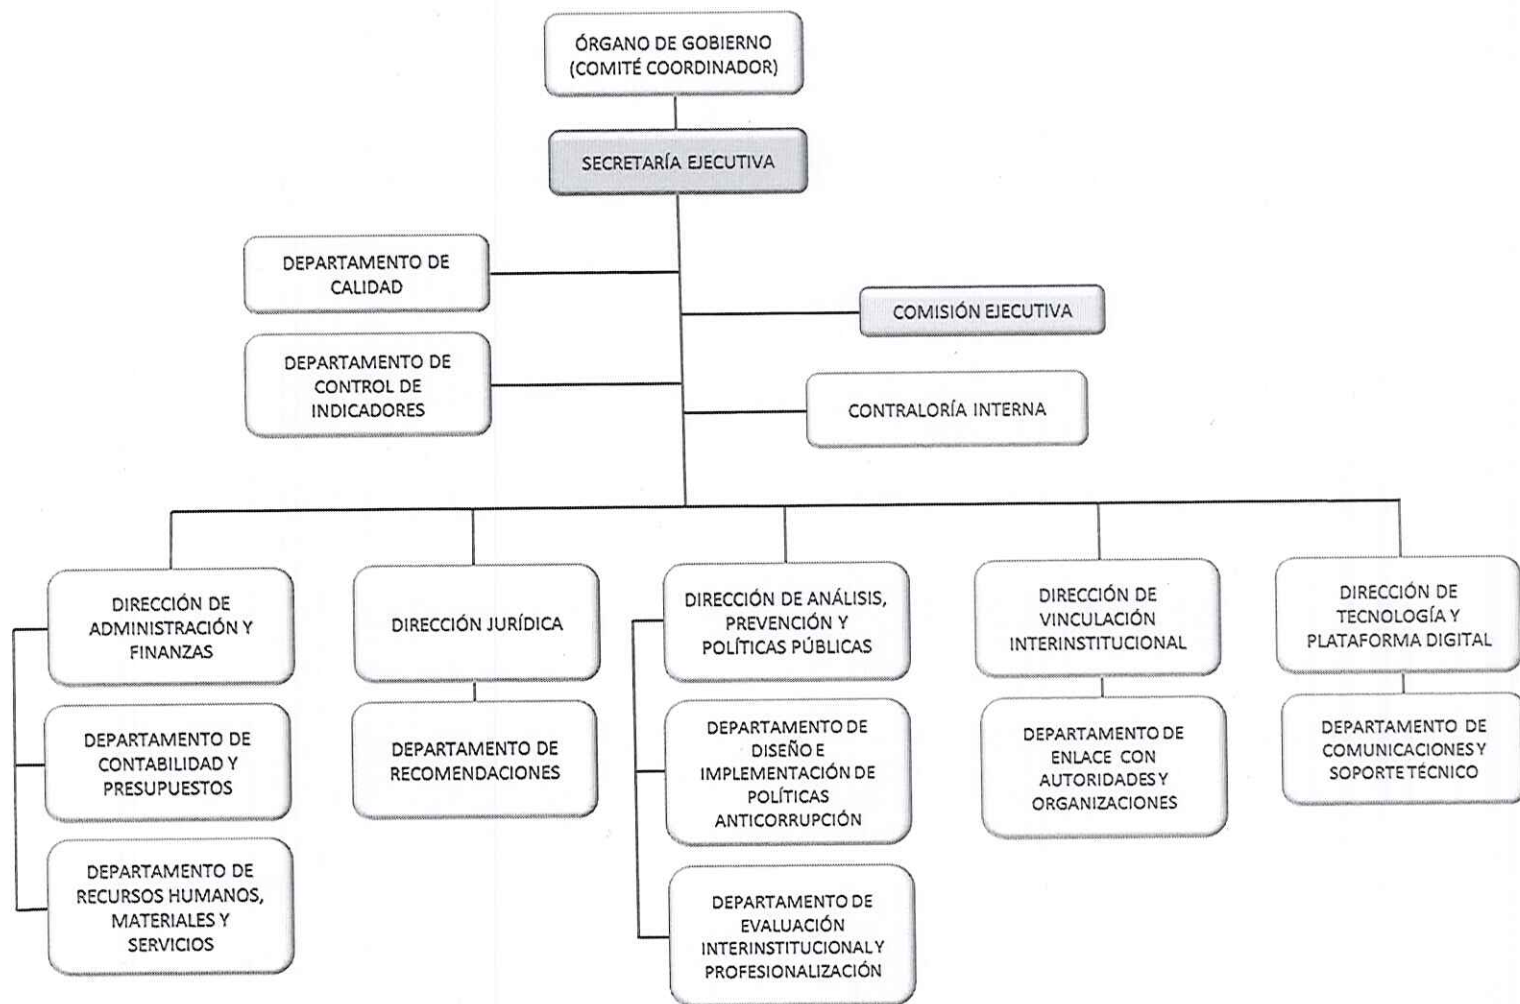 ÓRGANO DE GOBIERNO
(COMITÉ COORDINADOR)
SECRETARÍA EJECUTIVA
DEPARTAMENTO DE
CALIDAD
COMISIÓN EJECUTIVA
DEPARTAMENTO DE
CONTROL DE
INDICADORES
CONTRALORÍA INTERNA
DIRECCIÓN DE
ADMINISTRACIÓN Y
FINANZAS
DEPARTAMENTO DE
CONTABILIDAD Y
PRESUPUESTOS
DEPARTAMENTO DE
RECURSOS HUMANOS,
MATERIALES Y
SERVICIOS
DIRECCIÓN JURÍDICA
DEPARTAMENTO DE
RECOMENDACIONES
DIRECCIÓN DE ANÁLISIS,
PREVENCIÓN Y
POLÍTICAS PÚBLICAS
DEPARTAMENTO DE
DISEÑO E
IMPLEMENTACIÓN DE
POLÍTICAS
ANTICORRUPCIÓN
DEPARTAMENTO DE
EVALUACIÓN
INTERINSTITUCIONAL Y
PROFESIONALIZACIÓN
DIRECCIÓN DE
VINCULACIÓN
INTERINSTITUCIONAL
DEPARTAMENTO DE
ENLACE CON
AUTORIDADES Y
ORGANIZACIONES
DIRECCIÓN DE
TECNOLOGÍA Y
PLATAFORMA DIGITAL
DEPARTAMENTO DE
COMUNICACIONES Y
SOPORTE TÉCNICO